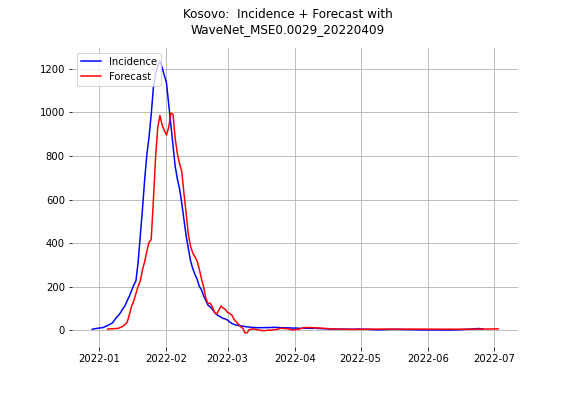 Kosovo:  Incidence + Forecast with
WaveNet_MSE0.0029_20220409
Incidence
Forecast
1200
1000
800
600
400
200
0
2022-01 2022-02 2022-03 2022-04 2022-05 2022-06 2022-07